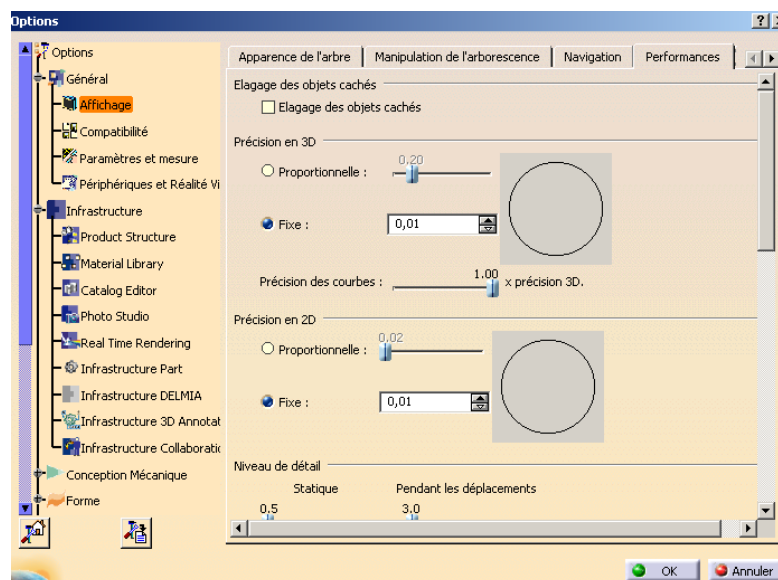 Options
Options
Général
Affichage
Compatibilité
Paramètres et mesure
Périphériques et Réalité Vi
Infrastructure
Product Structure
Material Library
Catalog Editor
Photo Studio
Real Time Rendering
Infrastructure Part
Infrastructure DELMIA
Infrastructure 3D Annotat
Infrastructure Collaboratio
Conception Mécanique
Forme
Apparence de l'arbre Manipulation de l'arborescence Navigation Performances
Elagage des objets cachés
Elagage des objets cachés
Précision en 3D
0.20
Proportionnelle :
Fixe : 0,01
1.00
Précision des courbes : x précision 3D.
Précision en 2D
0.02
Proportionnelle :
Fixe : 0,01
Niveau de détail
Statique Pendant les déplacements
0.5 3.0
OK Annuler